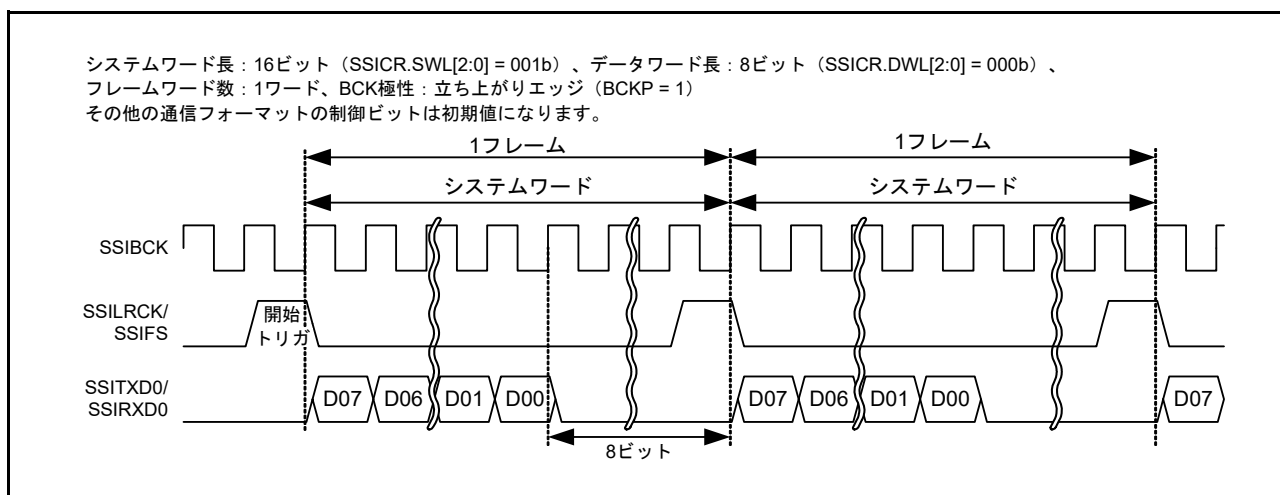 システムワード長：16ビット（SSICR.SWL[2:0] = 001b）、データワード長：8ビット（SSICR.DWL[2:0] = 000b）、
フレームワード数：1ワード、BCK極性：立ち上がりエッジ（BCKP = 1）
その他の通信フォーマットの制御ビットは初期値になります。
1フレーム 1フレーム
システムワード システムワード
SSIBCK
SSILRCK/
SSIFS
開始
トリガ
SSITXD0/
SSIRXD0
D07 D06 D01 D00 D07 D06 D01 D00 D07
8ビット